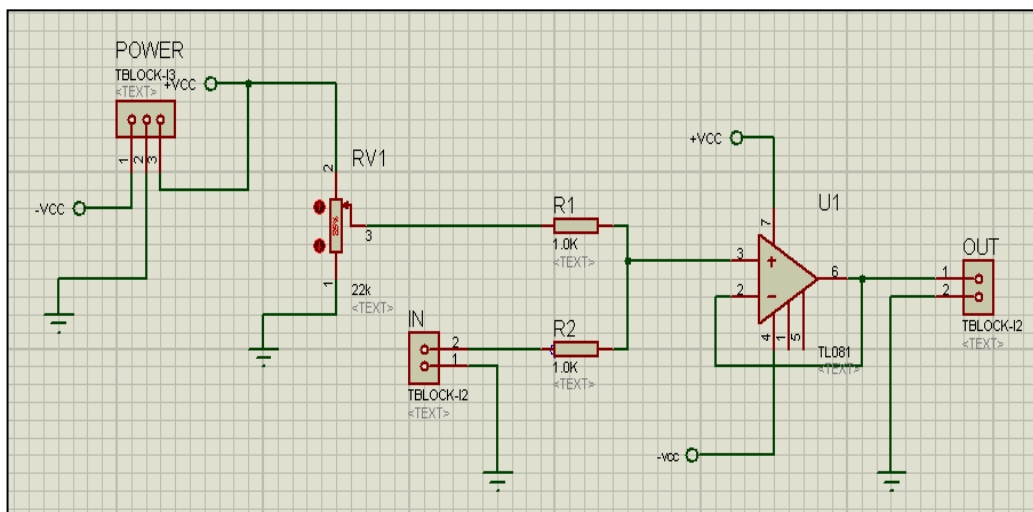 POWER
TBLOCK-I3
<TEXT>
+VCC
1
2
3
-VCC
RV1
2
3
1
22k
<TEXT>
R1
1.0K
<TEXT>
IN
2
1
TBLOCK-I2
<TEXT>
R2
1.0K
<TEXT>
+VCC
U1
7
3
+
2
−
6
4
1
5
TL081
<TEXT>
-VCC
OUT
1
2
TBLOCK-I2
<TEXT>